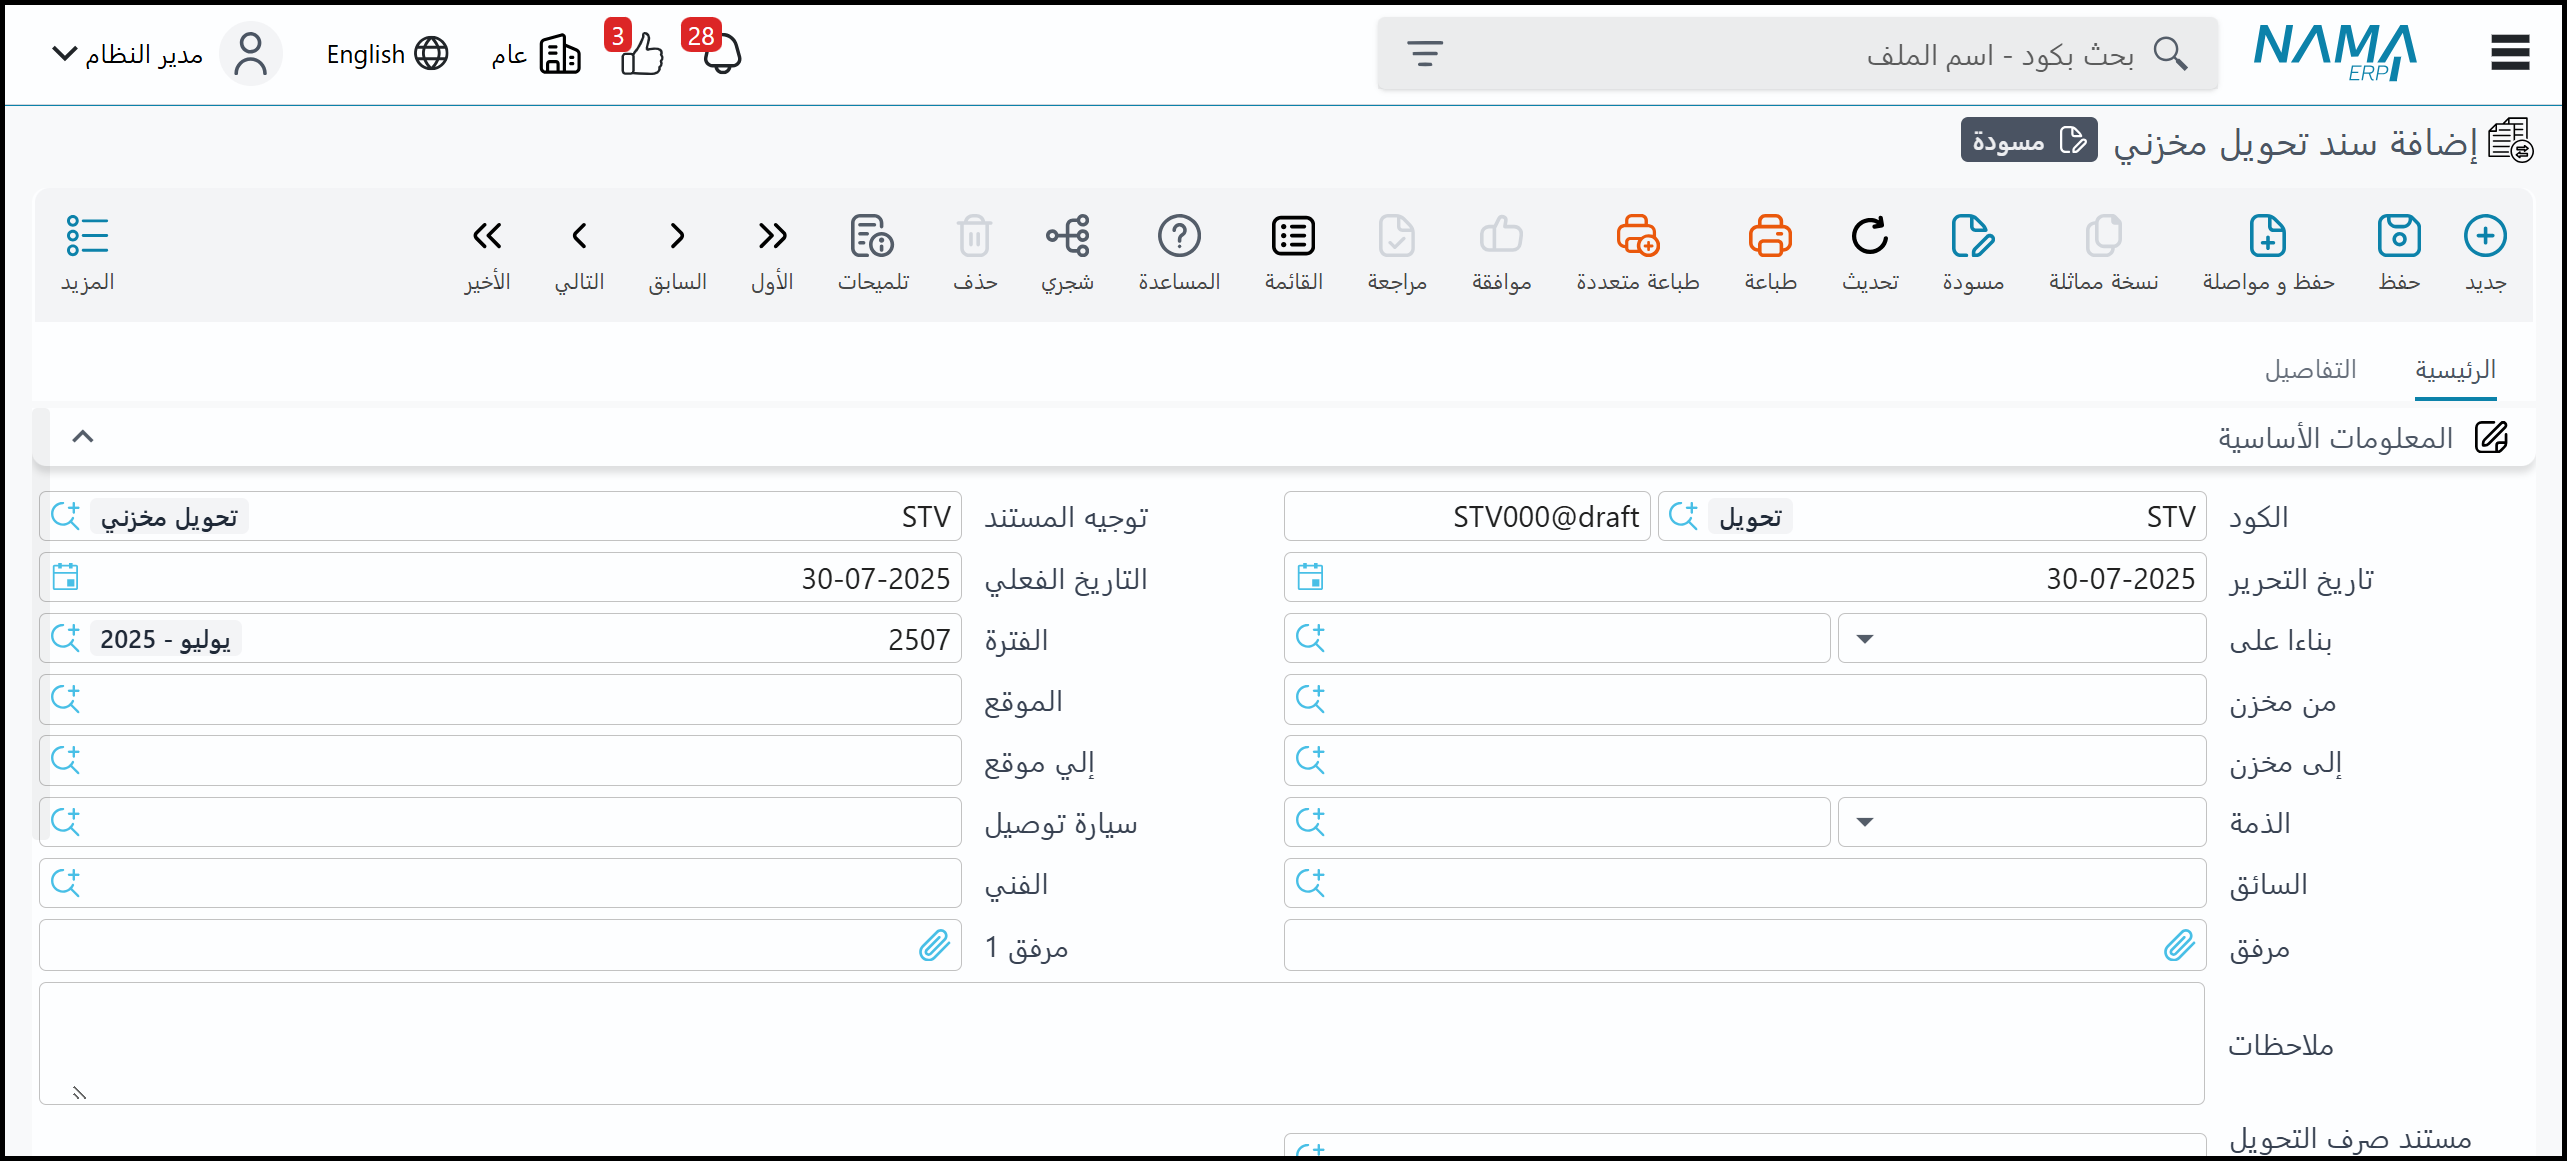 NAMA ERP
بحث بكود - اسم الملف
28
3
عام
English
مدير النظام
إضافة سند تحويل مخزني
مسودة
جديد
حفظ
حفظ و مواصلة
نسخة مماثلة
مسودة
تحديث
طباعة
طباعة متعددة
موافقة
مراجعة
القائمة
المساعدة
شجري
حذف
تلميحات
الأول
السابق
التالي
الأخير
المزيد
الرئيسية
التفاصيل
المعلومات الأساسية
الكود STV تحويل STV000@draft
توجيه المستند STV تحويل مخزني
تاريخ التحرير 30-07-2025
التاريخ الفعلي 30-07-2025
بناءا على
الفترة 2507 يوليو - 2025
من مخزن
الموقع
إلى مخزن
إلي موقع
الذمة
سيارة توصيل
السائق
الفني
مرفق
مرفق 1
ملاحظات
مستند صرف التحويل